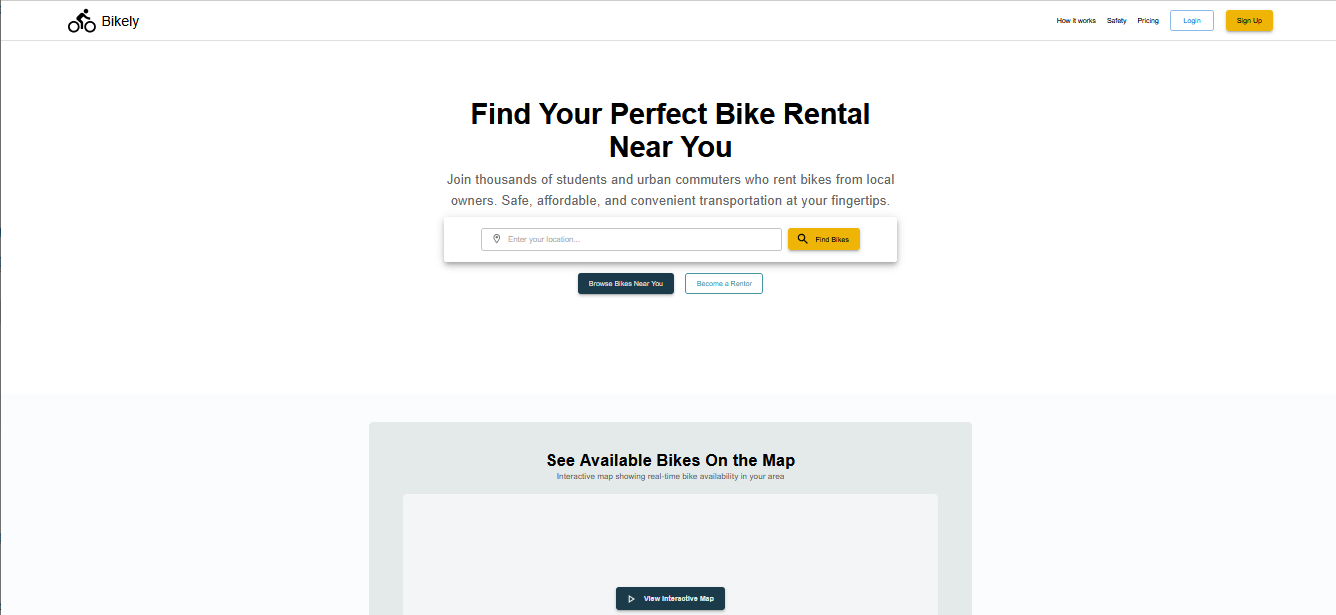 Bikely
How it works
Safety
Pricing
Login
Sign Up
Find Your Perfect Bike Rental
Near You
Join thousands of students and urban commuters who rent bikes from local
owners. Safe, affordable, and convenient transportation at your fingertips.
Enter your location...
Find Bikes
Browse Bikes Near You
Become a Rentor
See Available Bikes On the Map
Interactive map showing real-time bike availability in your area
View Interactive Map